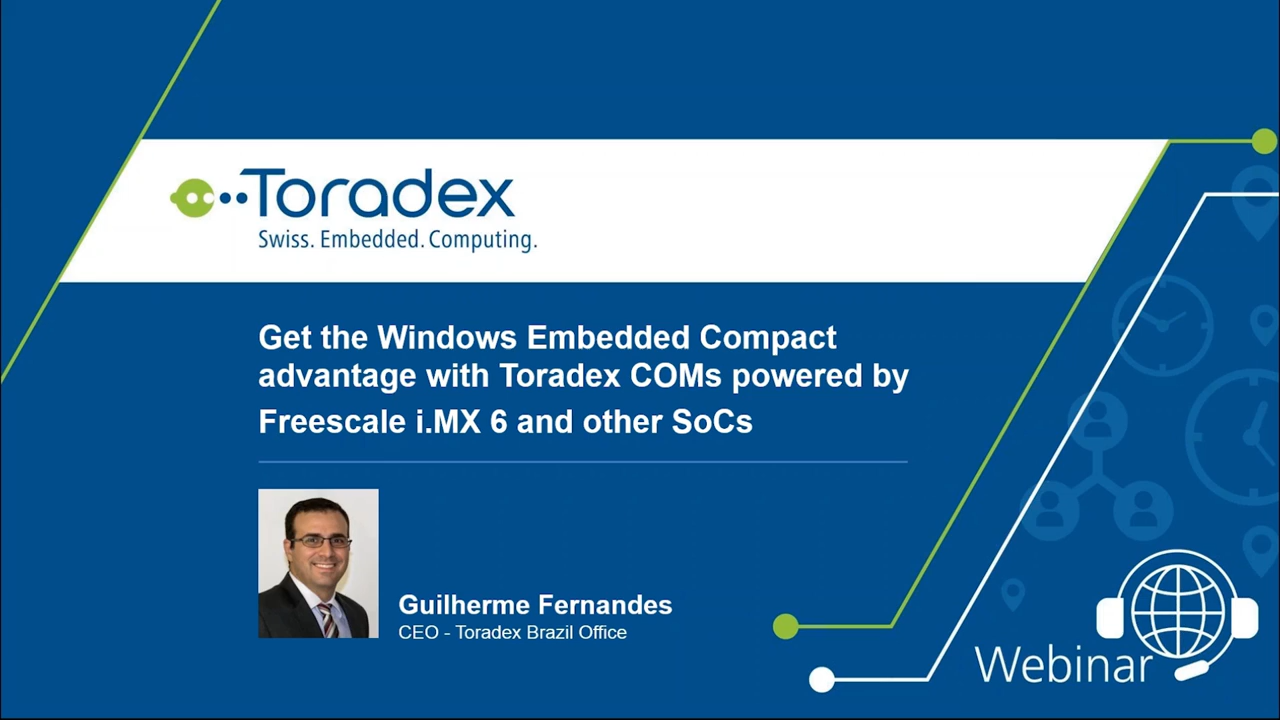 Toradex
Swiss. Embedded. Computing.
Get the Windows Embedded Compact
advantage with Toradex COMs powered by
Freescale i.MX 6 and other SoCs
Guilherme Fernandes
CEO - Toradex Brazil Office
Webinar